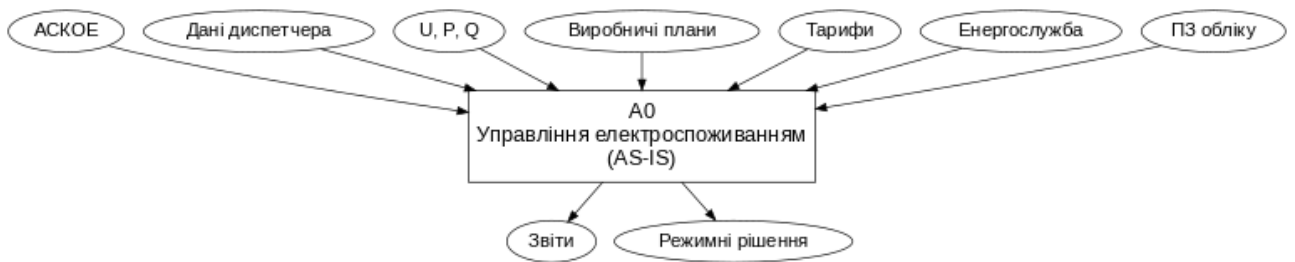 АСКОЕ
Дані диспетчера
U, P, Q
Виробничі плани
Тарифи
Енергослужба
ПЗ обліку
A0
Управління електроспоживанням
(AS-IS)
Звіти
Режимні рішення